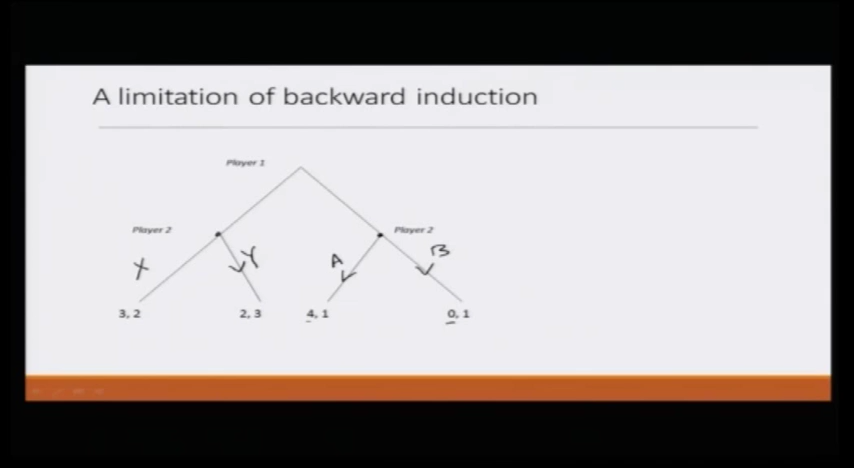 A limitation of backward induction
Player 1
Player 2
Player 2
X
Y
A
B
3, 2
2, 3
4, 1
0, 1